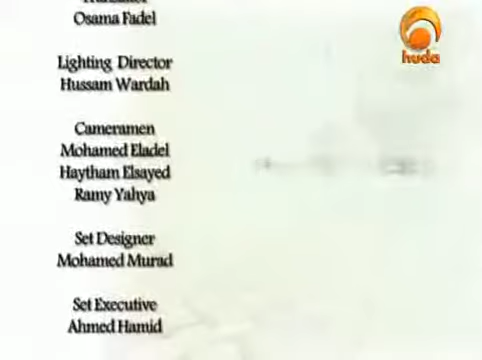 Osama Fadel
Lighting Director
Hussam Wardah
Cameramen
Mohamed Eladel
Haytham Elsayed
Ramy Yahya
Set Designer
Mohamed Murad
Set Executive
Ahmed Hamid
huda